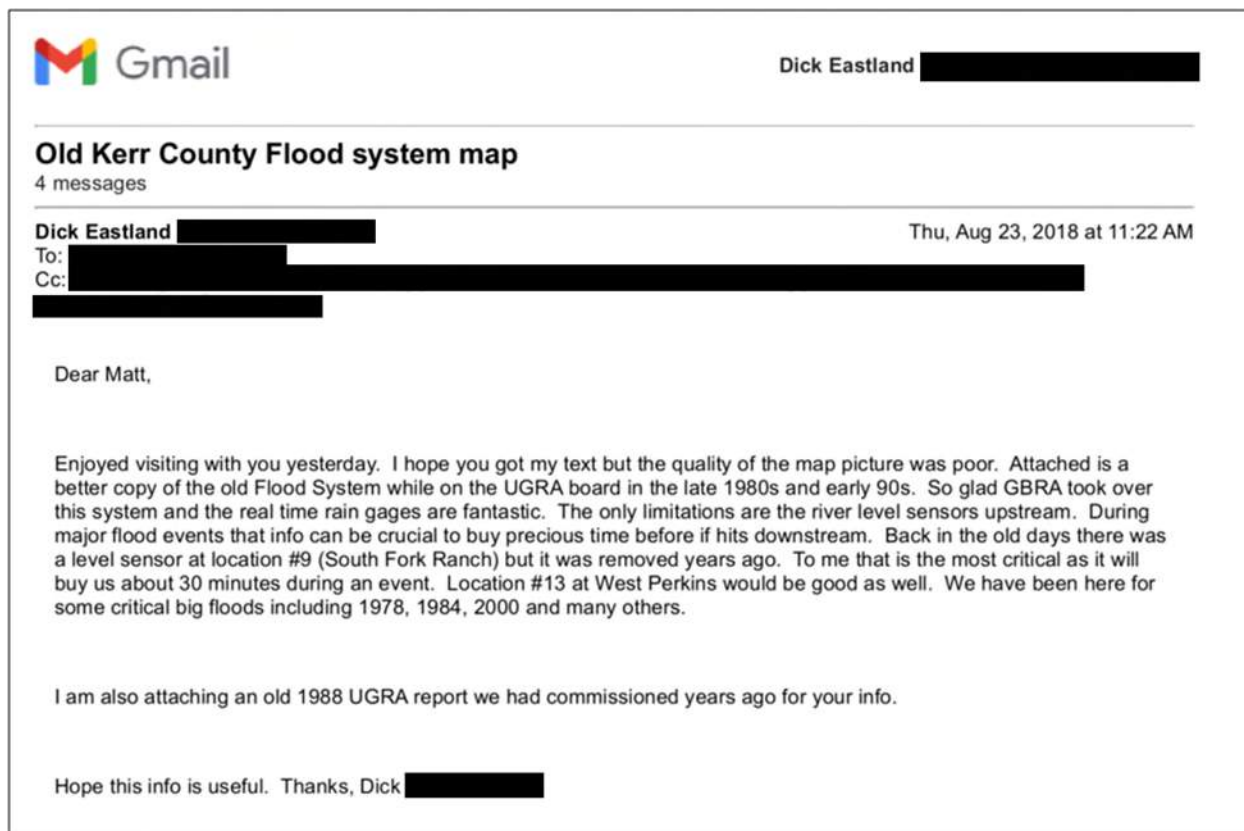 Gmail
Dick Eastland
Old Kerr County Flood system map
4 messages
Dick Eastland
Thu, Aug 23, 2018 at 11:22 AM
To:
Cc:
Dear Matt,
Enjoyed visiting with you yesterday.  I hope you got my text but the quality of the map picture was poor.  Attached is a
better copy of the old Flood System while on the UGRA board in the late 1980s and early 90s.  So glad GBRA took over
this system and the real time rain gages are fantastic.  The only limitations are the river level sensors upstream.  During
major flood events that info can be crucial to buy precious time before if hits downstream.  Back in the old days there was
a level sensor at location #9 (South Fork Ranch) but it was removed years ago.  To me that is the most critical as it will
buy us about 30 minutes during an event.  Location #13 at West Perkins would be good as well.  We have been here for
some critical big floods including 1978, 1984, 2000 and many others.
I am also attaching an old 1988 UGRA report we had commissioned years ago for your info.
Hope this info is useful.  Thanks, Dick